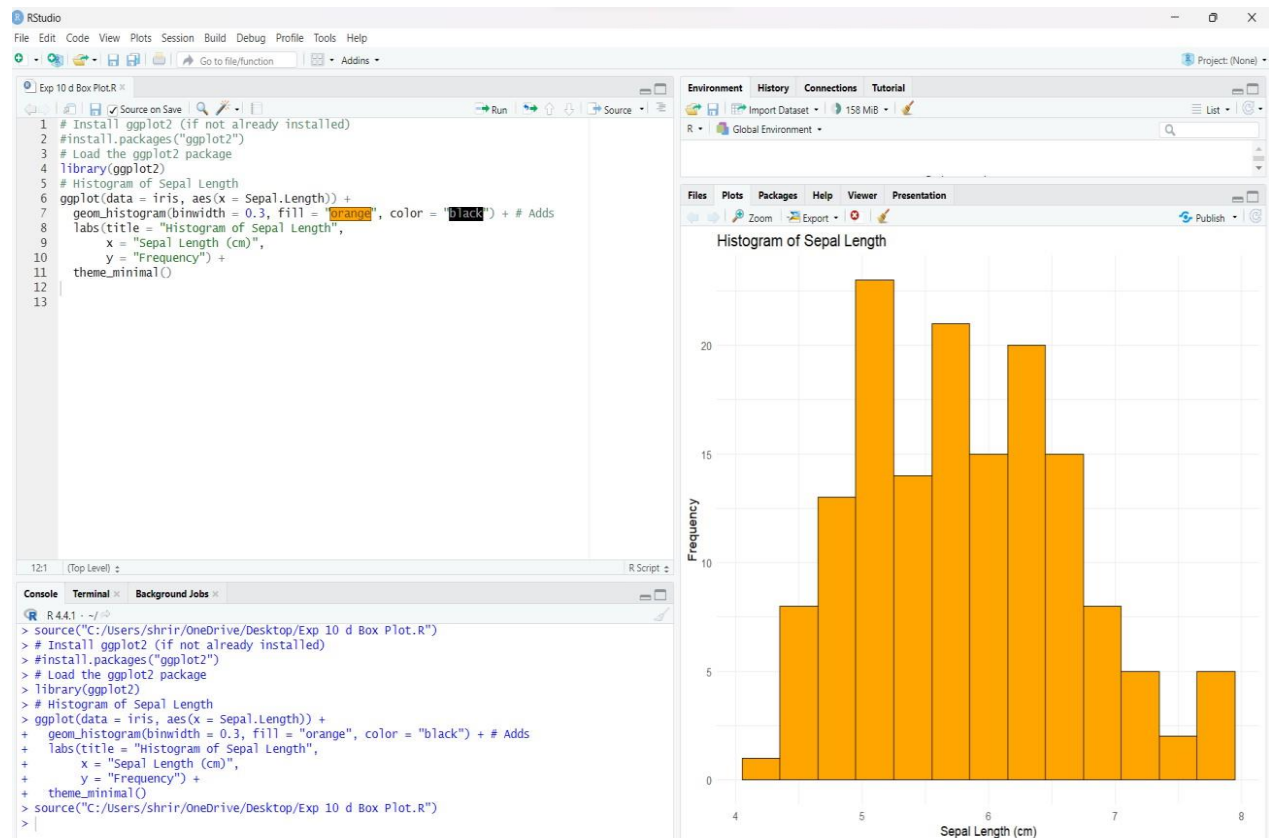 RStudio
File Edit Code View Plots Session Build Debug Profile Tools Help
Go to file/function Addins Project: (None)
Exp 10 d Box Plot.R
Source on Save Run Source
1 # Install ggplot2 (if not already installed)
2 #install.packages("ggplot2")
3 # Load the ggplot2 package
4 library(ggplot2)
5 # Histogram of Sepal Length
6 ggplot(data = iris, aes(x = Sepal.Length)) +
7 geom_histogram(binwidth = 0.3, fill = "orange", color = "black") + # Adds
8 labs(title = "Histogram of Sepal Length",
9 x = "Sepal Length (cm)",
10 y = "Frequency") +
11 theme_minimal()
12
13
12:1 (Top Level) R Script
Console Terminal Background Jobs
R 4.4.1 · ~/
> source("C:/Users/shrir/OneDrive/Desktop/Exp 10 d Box Plot.R")
> # Install ggplot2 (if not already installed)
> #install.packages("ggplot2")
> # Load the ggplot2 package
> library(ggplot2)
> # Histogram of Sepal Length
> ggplot(data = iris, aes(x = Sepal.Length)) +
+ geom_histogram(binwidth = 0.3, fill = "orange", color = "black") + # Adds
+ labs(title = "Histogram of Sepal Length",
+ x = "Sepal Length (cm)",
+ y = "Frequency") +
+ theme_minimal()
> source("C:/Users/shrir/OneDrive/Desktop/Exp 10 d Box Plot.R")
>
Environment History Connections Tutorial
Import Dataset 158 MiB List
R Global Environment
Files Plots Packages Help Viewer Presentation
Zoom Export Publish
Histogram of Sepal Length
20
15
10
5
0
Frequency
4 5 6 7 8
Sepal Length (cm)